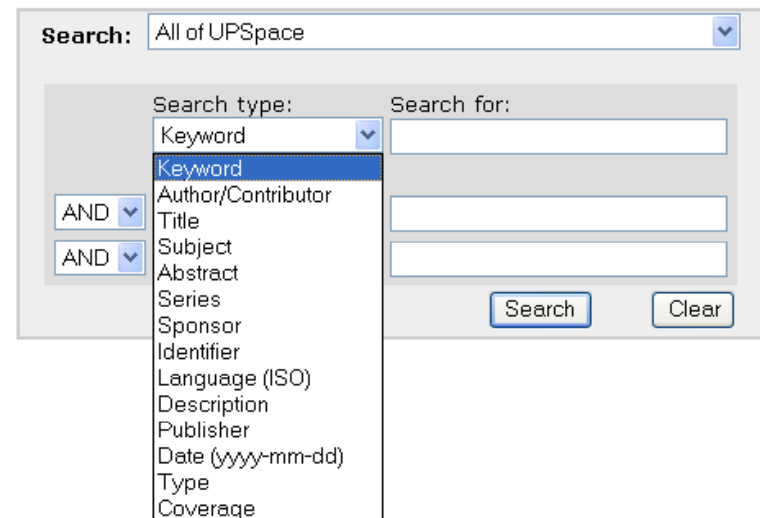 Search: All of UPSpace
Search type: Search for:
Keyword
Keyword
Author/Contributor
AND
Title
Subject
AND
Abstract
Series
Search Clear
Sponsor
Identifier
Language (ISO)
Description
Publisher
Date (yyyy-mm-dd)
Type
Coverage